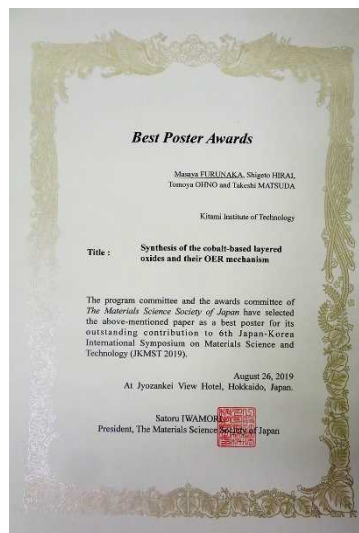 Best Poster Awards
Masaya FURUNAKA, Shigeto HIRAI,
Tomoya OHNO and Takeshi MATSUDA
Kitami Institute of Technology
Title : Synthesis of the cobalt-based layered
oxides and their OER mechanism
The program committee and the awards committee of
The Materials Science Society of Japan have selected
the above-mentioned paper as a best poster for its
outstanding contribution to 6th Japan-Korea
International Symposium on Materials Science and
Technology (JKMST 2019).
August 26, 2019
At Jyozankei View Hotel, Hokkaido, Japan.
Satoru IWAMORI
President, The Materials Science Society of Japan